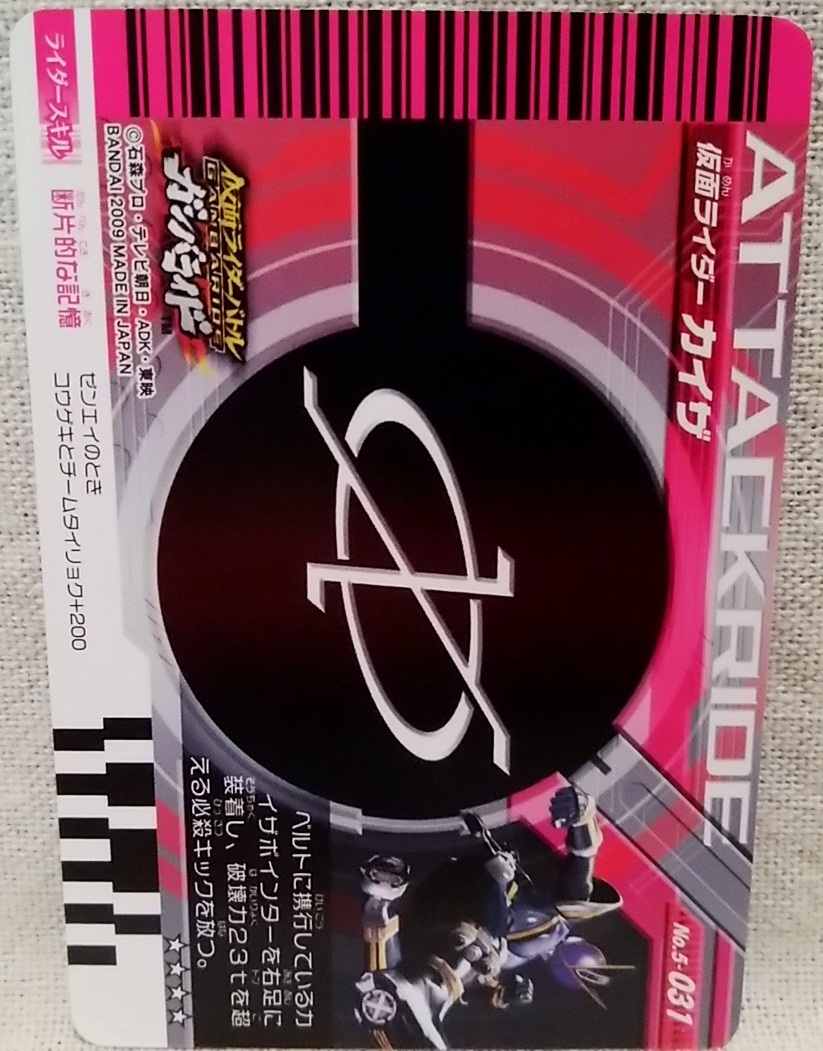 ATTACKRIDE
仮面ライダー カイザ
No.5-031
ベルトに携行しているカ
イザポインターを右足に
装着し、破壊力23tを超
える必殺キックを放つ。
★★★★
仮面ライダーバトル
GANBARIDE
ガンバライド
TM
©石森プロ・テレビ朝日・ADK・東映
BANDAI 2009 MADE IN JAPAN
ライダースキル
断片的な記憶
ゼンエイのとき
コウゲキとチームタイリョク+200